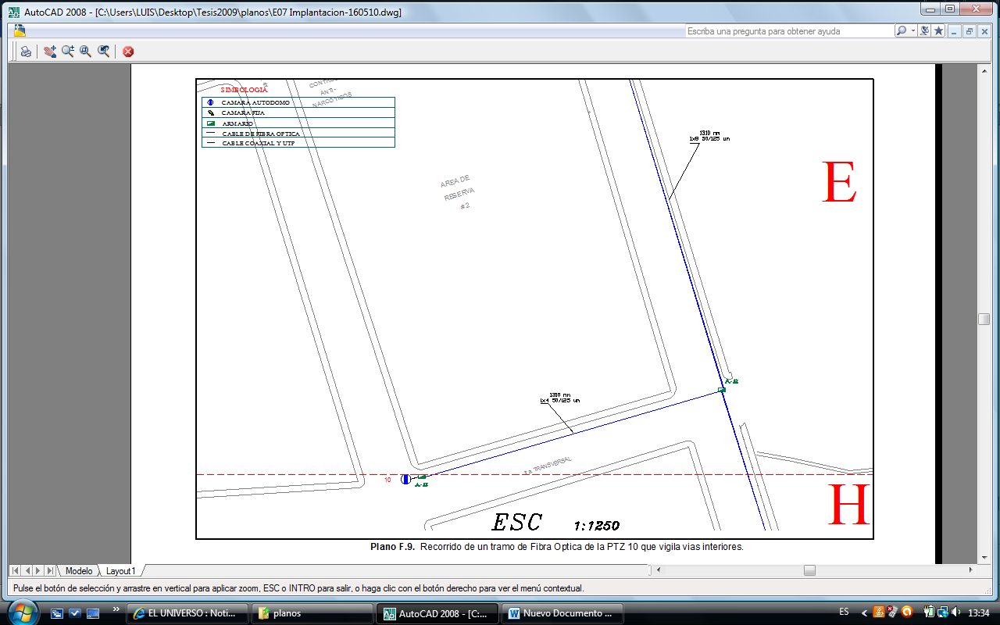 AutoCAD 2008 - [C:\Users\LUIS\Desktop\Tesis2009\planos\E07 Implantacion-160510.dwg]
Escriba una pregunta para obtener ayuda
SIMBOLOGIA
CAMARA AUTODOMO
CAMARA FIJA
ARMARIO
CABLE DE FIBRA OPTICA
CABLE COAXIAL Y UTP
ANTI-
NARCOTICOS
1310 nm
1x8 50/125 un
E
AREA DE
RESERVA
#2
1310 nm
1x4 50/125 un
1.a TRANSVERSAL
10
H
ESC 1:1250
Plano F.9. Recorrido de un tramo de Fibra Optica de la PTZ 10 que vigila vias interiores.
Modelo
Layout1
Pulse el botón de selección y arrastre en vertical para aplicar zoom, ESC o INTRO para salir, o haga clic con el botón derecho para ver el menú contextual.
EL UNIVERSO : Noti...
planos
AutoCAD 2008 - [C:...
Nuevo Documento ...
ES
13:34